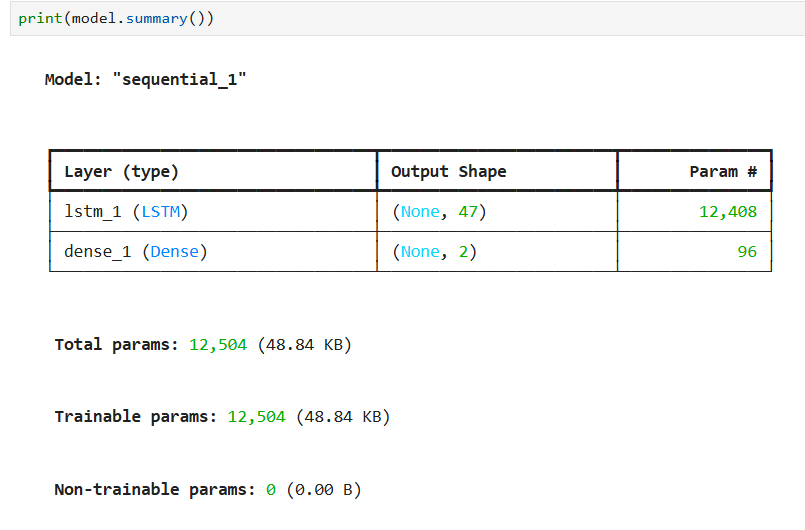 print(model.summary())
Model: "sequential_1"
Layer (type) Output Shape Param #
lstm_1 (LSTM) (None, 47) 12,408
dense_1 (Dense) (None, 2) 96
Total params: 12,504 (48.84 KB)
Trainable params: 12,504 (48.84 KB)
Non-trainable params: 0 (0.00 B)